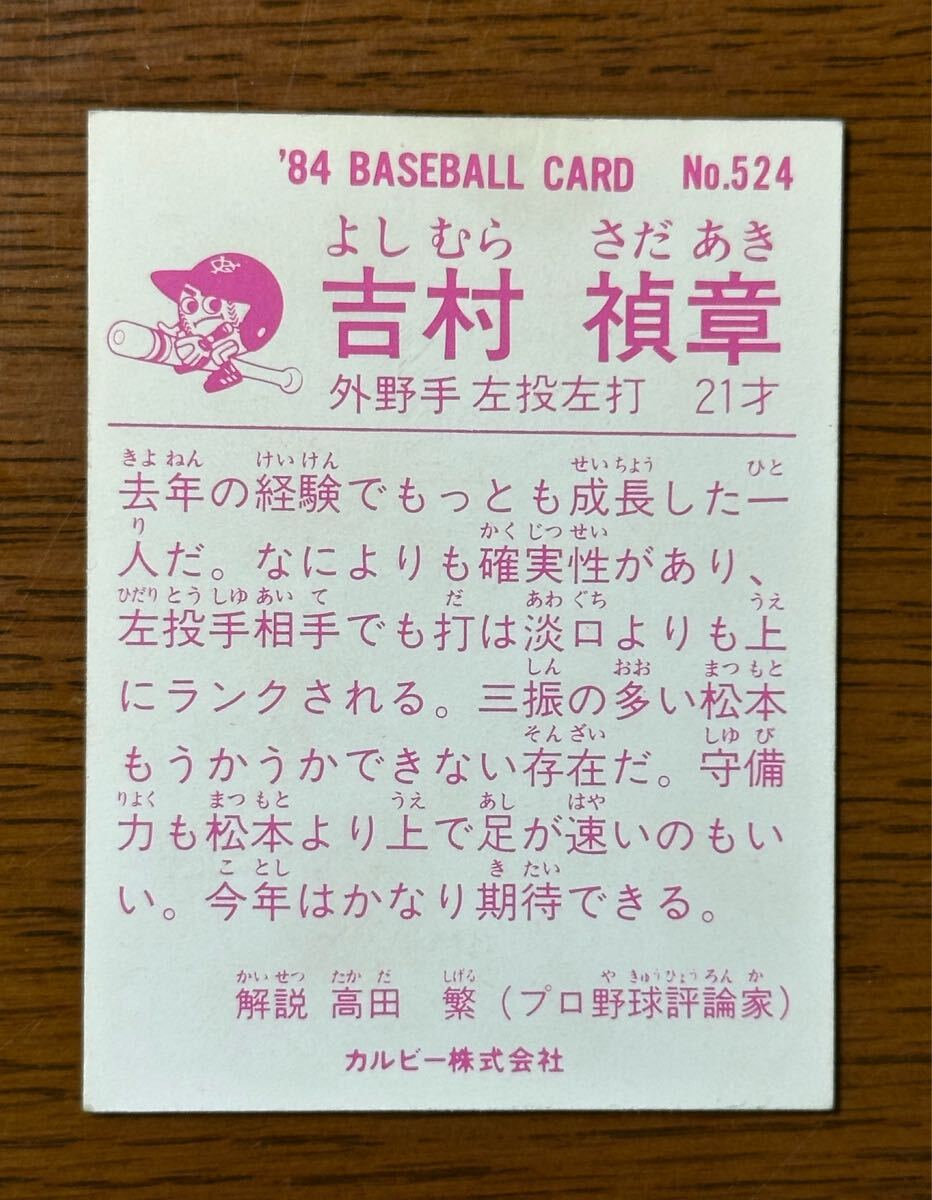 '84 BASEBALL CARD No.524
よしむら さだあき
吉村 禎章
外野手 左投左打 21才
きよねん けいけん せいちょう ひと
去年の経験でもっとも成長した一
り かくじつせい
人だ。なによりも確実性があり、
ひだりとうしゆあいて だ あわぐち うえ
左投手相手でも打は淡口よりも上
しん おお まつもと
にランクされる。三振の多い松本
そんざい しゆび
もうかうかできない存在だ。守備
りよく まつもと うえ あし はや
力も松本より上で足が速いのもい
ことし きたい
い。今年はかなり期待できる。
かいせつ たかだ しげる やきゅうひょうろんか
解説 高田 繁(プロ野球評論家)
カルビー株式会社